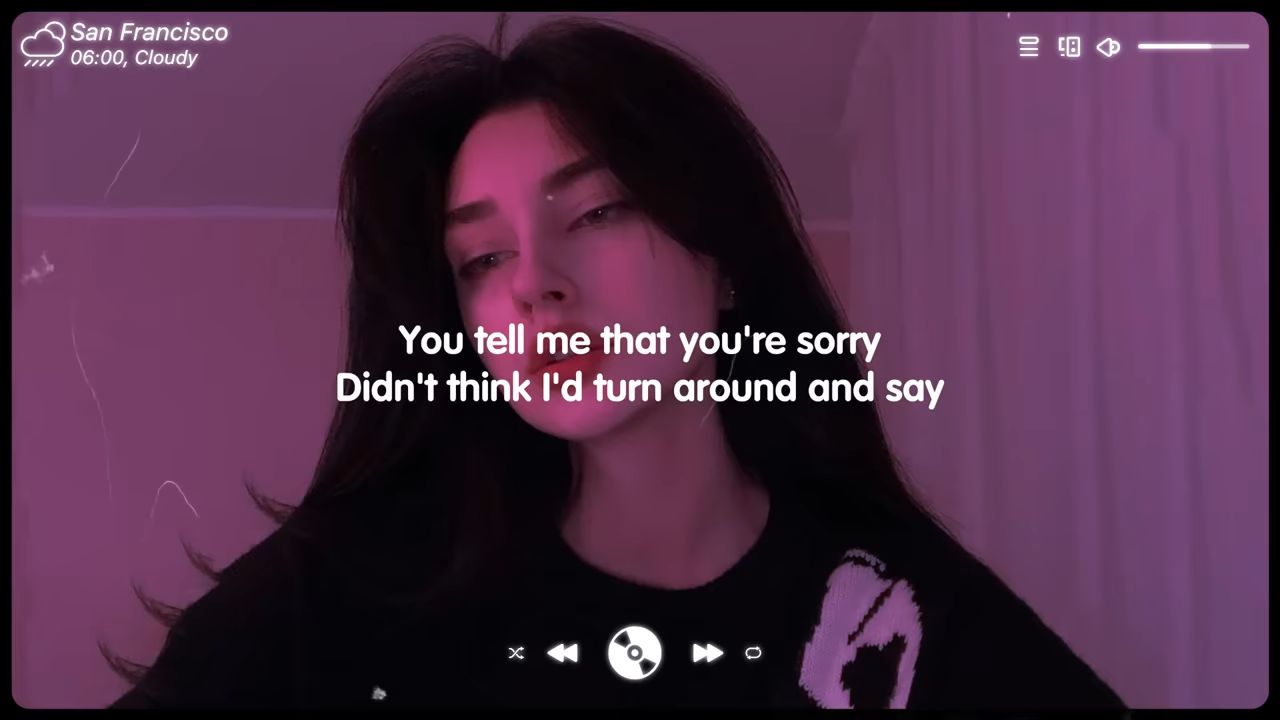 San Francisco
06:00, Cloudy
You tell me that you're sorry
Didn't think I'd turn around and say